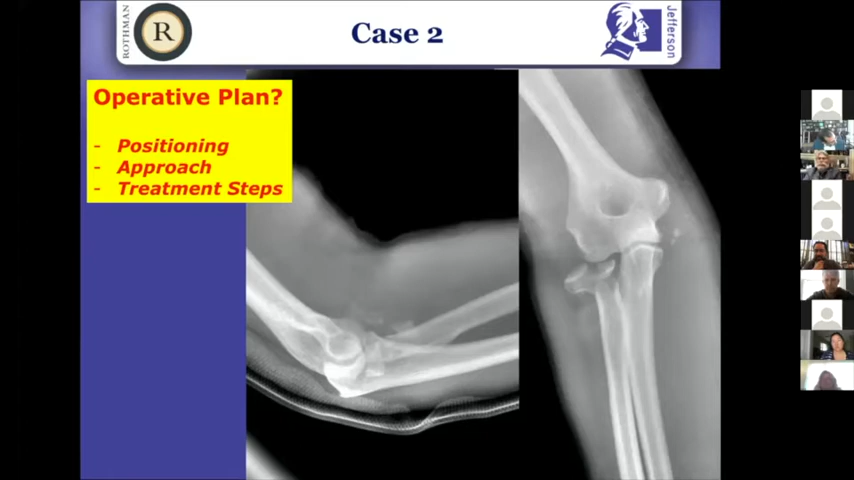 ROTHMAN
R
Case 2
Jefferson
Operative Plan?
- Positioning
- Approach
- Treatment Steps